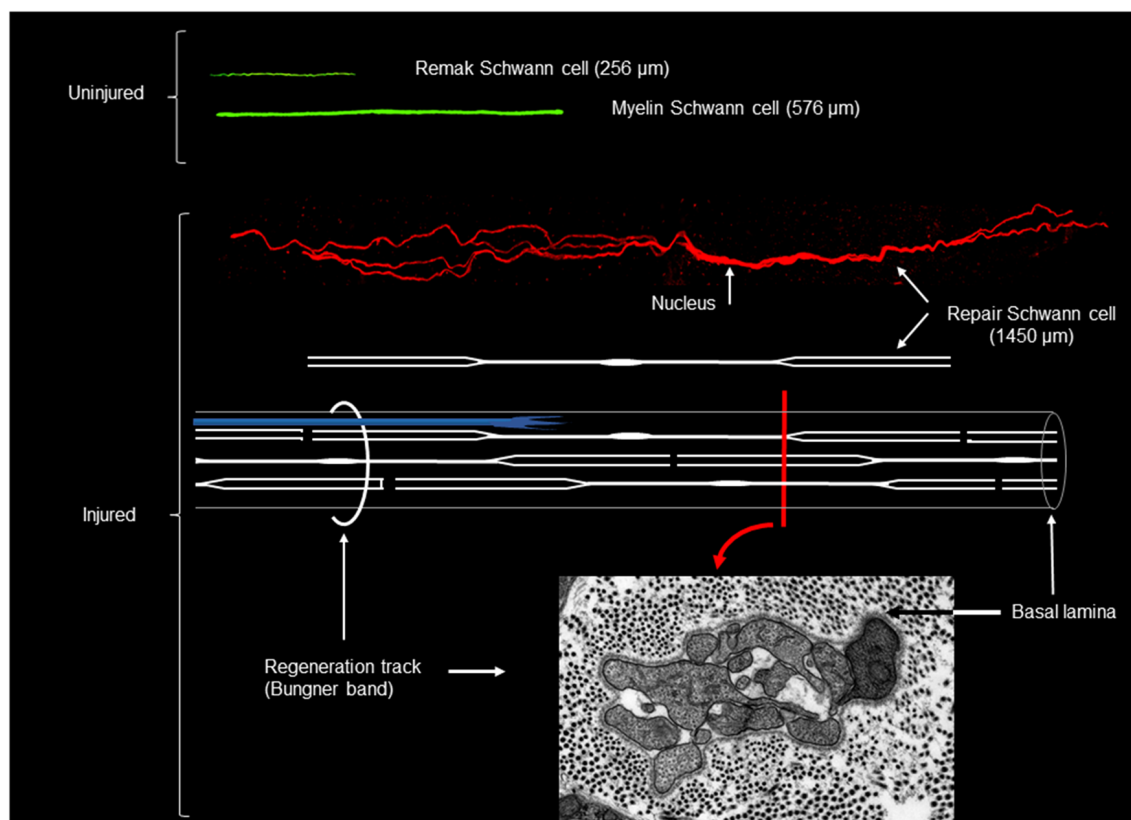 Uninjured
Remak Schwann cell (256 µm)
Myelin Schwann cell (576 µm)
Nucleus
Repair Schwann cell
(1450 µm)
Injured
Basal lamina
Regeneration track
(Bungner band)